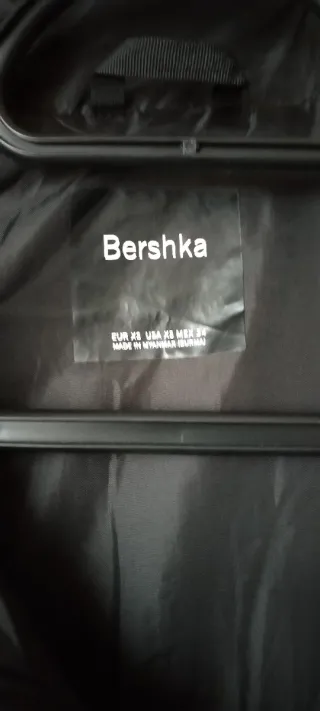 Bershka
EUR XS USA XS MEX 24
MADE IN MYANMAR (BURMA)